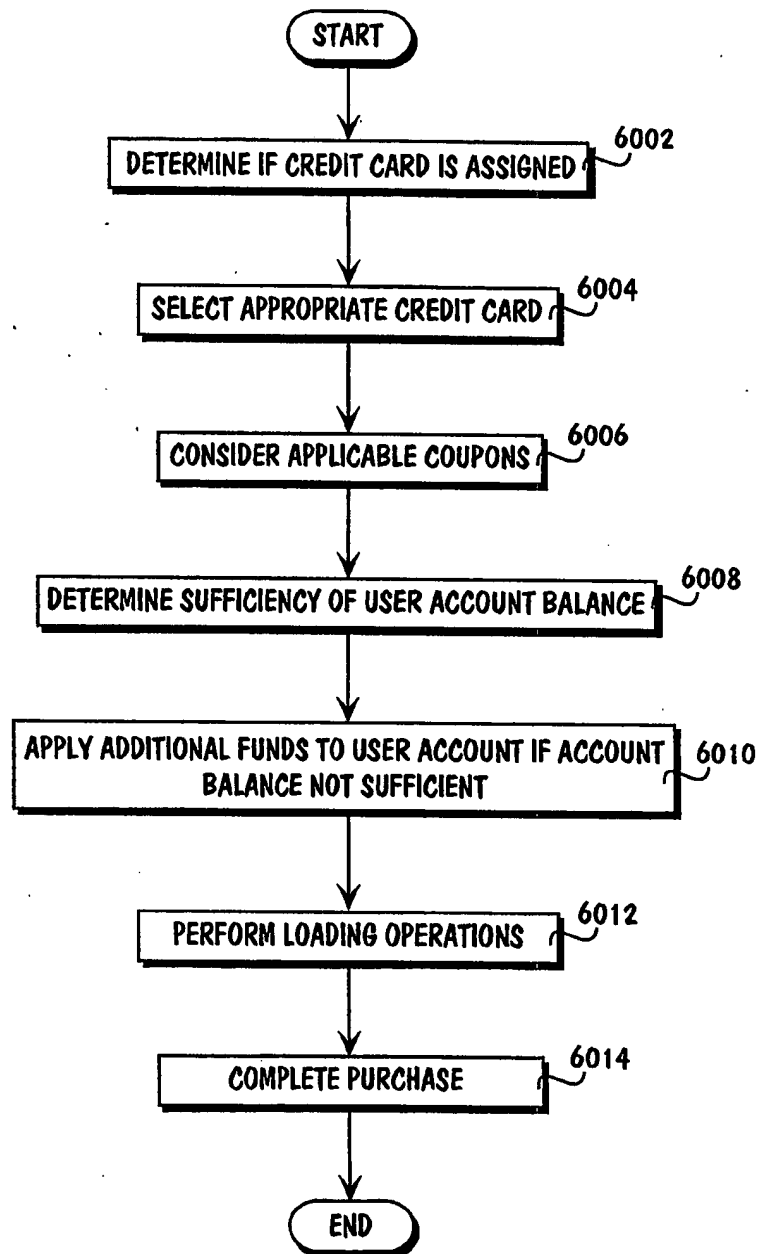 START
DETERMINE IF CREDIT CARD IS ASSIGNED
6002
SELECT APPROPRIATE CREDIT CARD
6004
CONSIDER APPLICABLE COUPONS
6006
DETERMINE SUFFICIENCY OF USER ACCOUNT BALANCE
6008
APPLY ADDITIONAL FUNDS TO USER ACCOUNT IF ACCOUNT
BALANCE NOT SUFFICIENT
6010
PERFORM LOADING OPERATIONS
6012
COMPLETE PURCHASE
6014
END